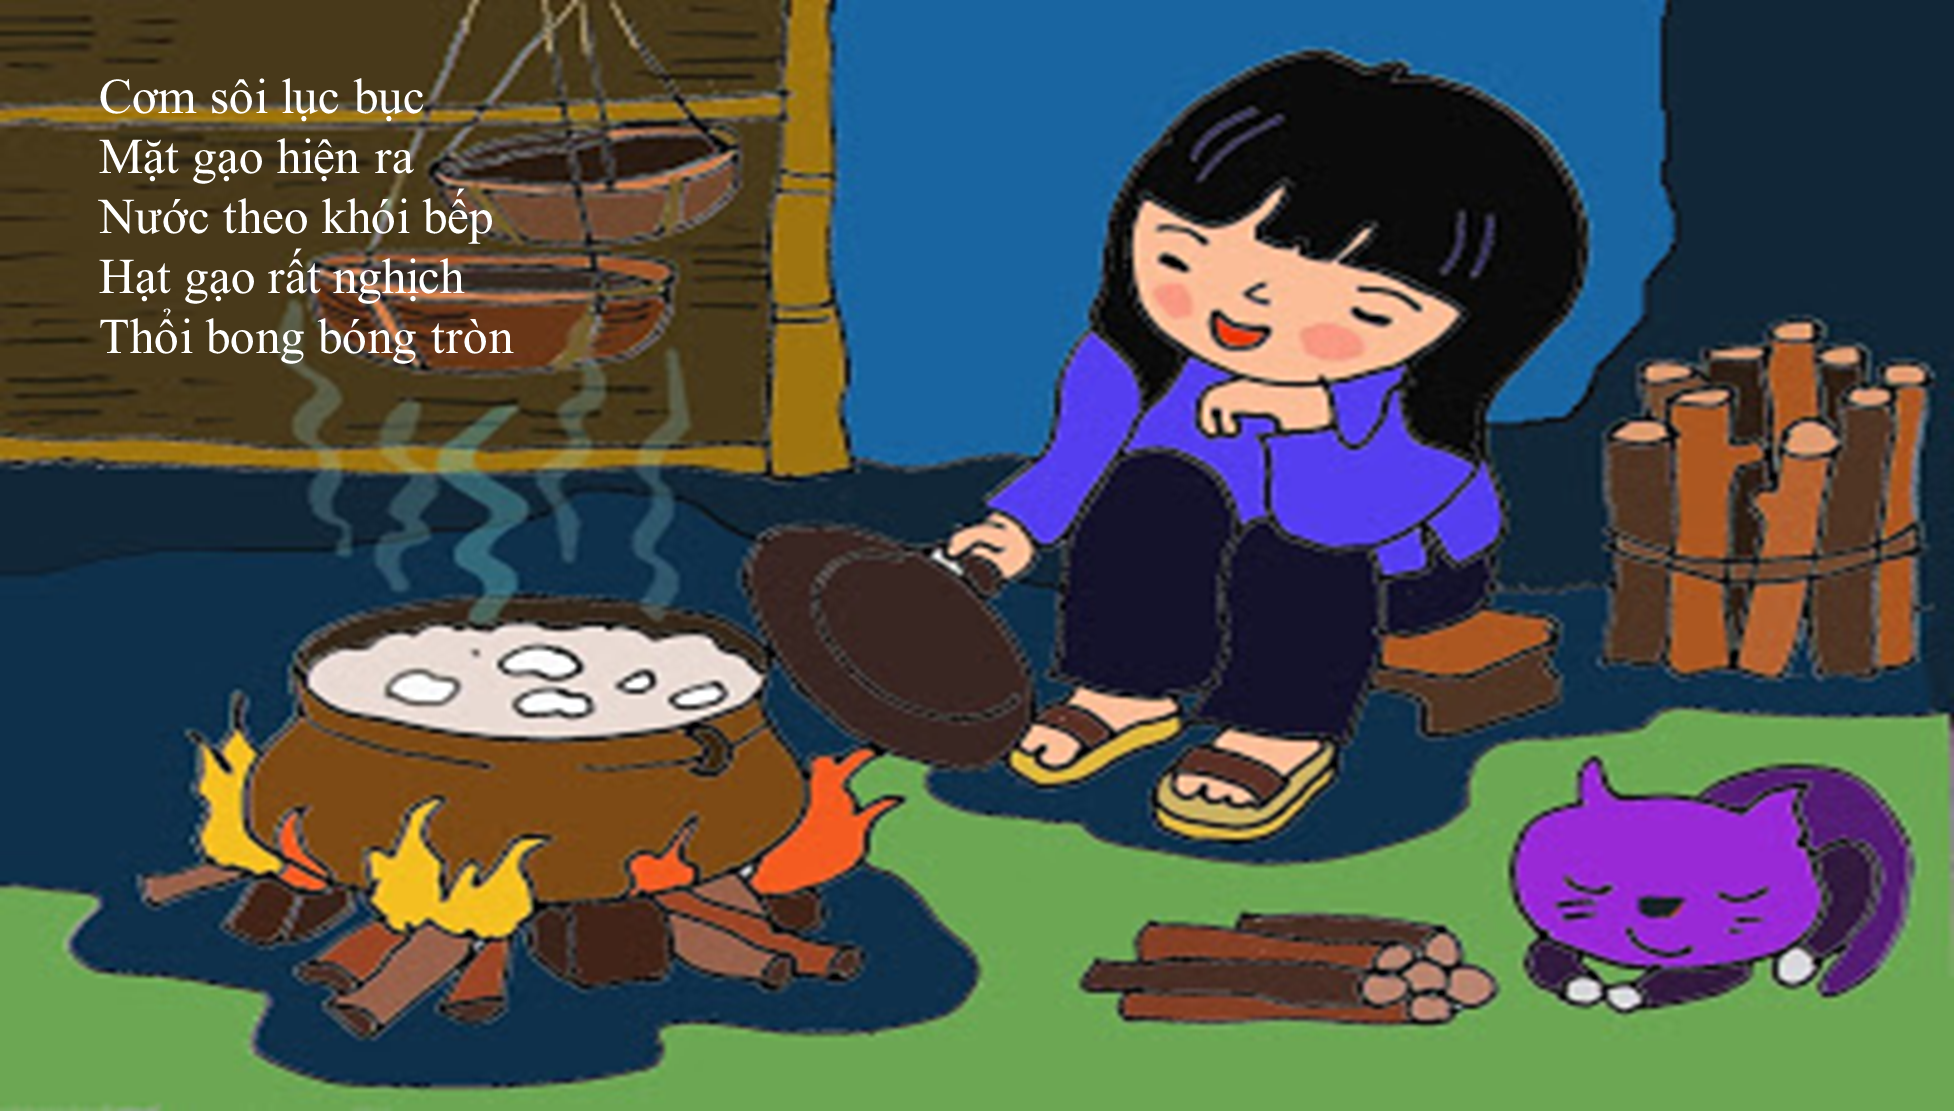 Cơm sôi lục bục
Mặt gạo hiện ra
Nước theo khói bếp
Hạt gạo rất nghịch
Thổi bong bóng tròn